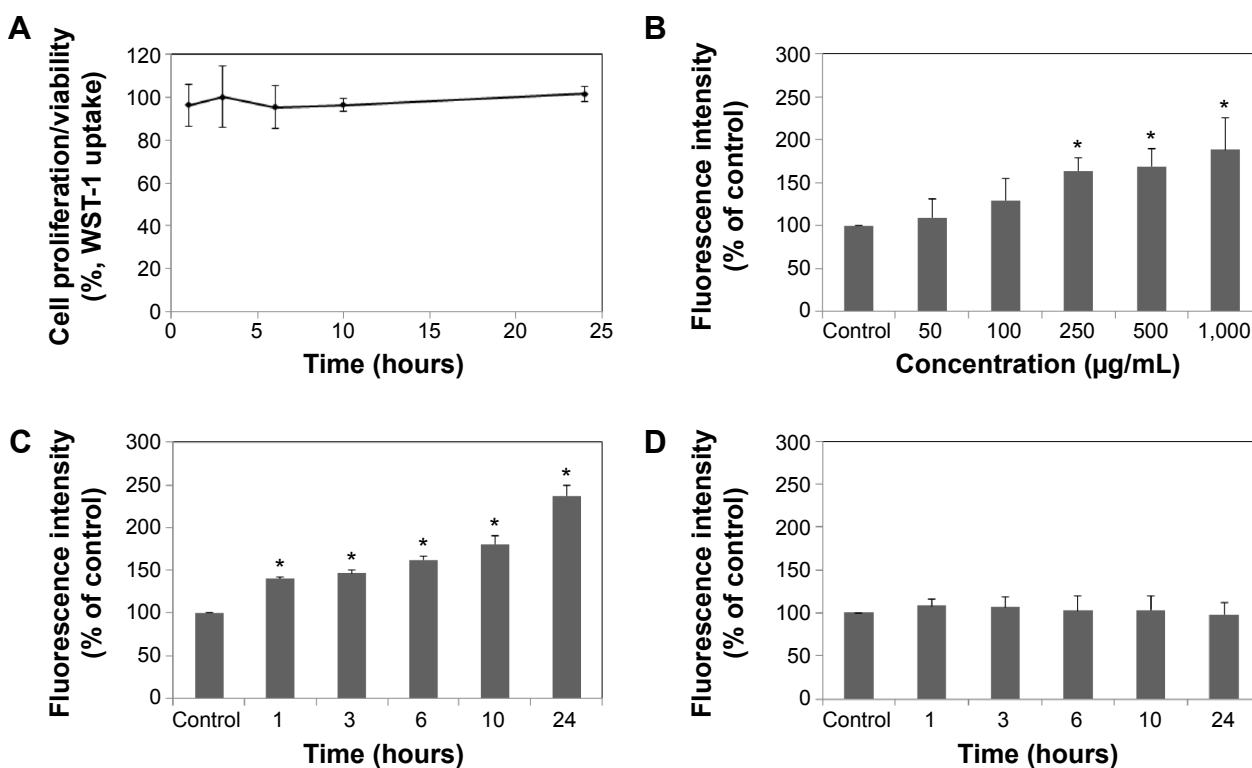 A
Cell proliferation/viability
(%, WST-1 uptake)
120
100
80
60
40
20
0
0 5 10 15 20 25
Time (hours)
B
Fluorescence intensity
(% of control)
300
250
200
150
100
50
0
* * *
Control 50 100 250 500 1,000
Concentration (µg/mL)
C
Fluorescence intensity
(% of control)
300
250
200
150
100
50
0
* * * * *
Control 1 3 6 10 24
Time (hours)
D
Fluorescence intensity
(% of control)
300
250
200
150
100
50
0
Control 1 3 6 10 24
Time (hours)